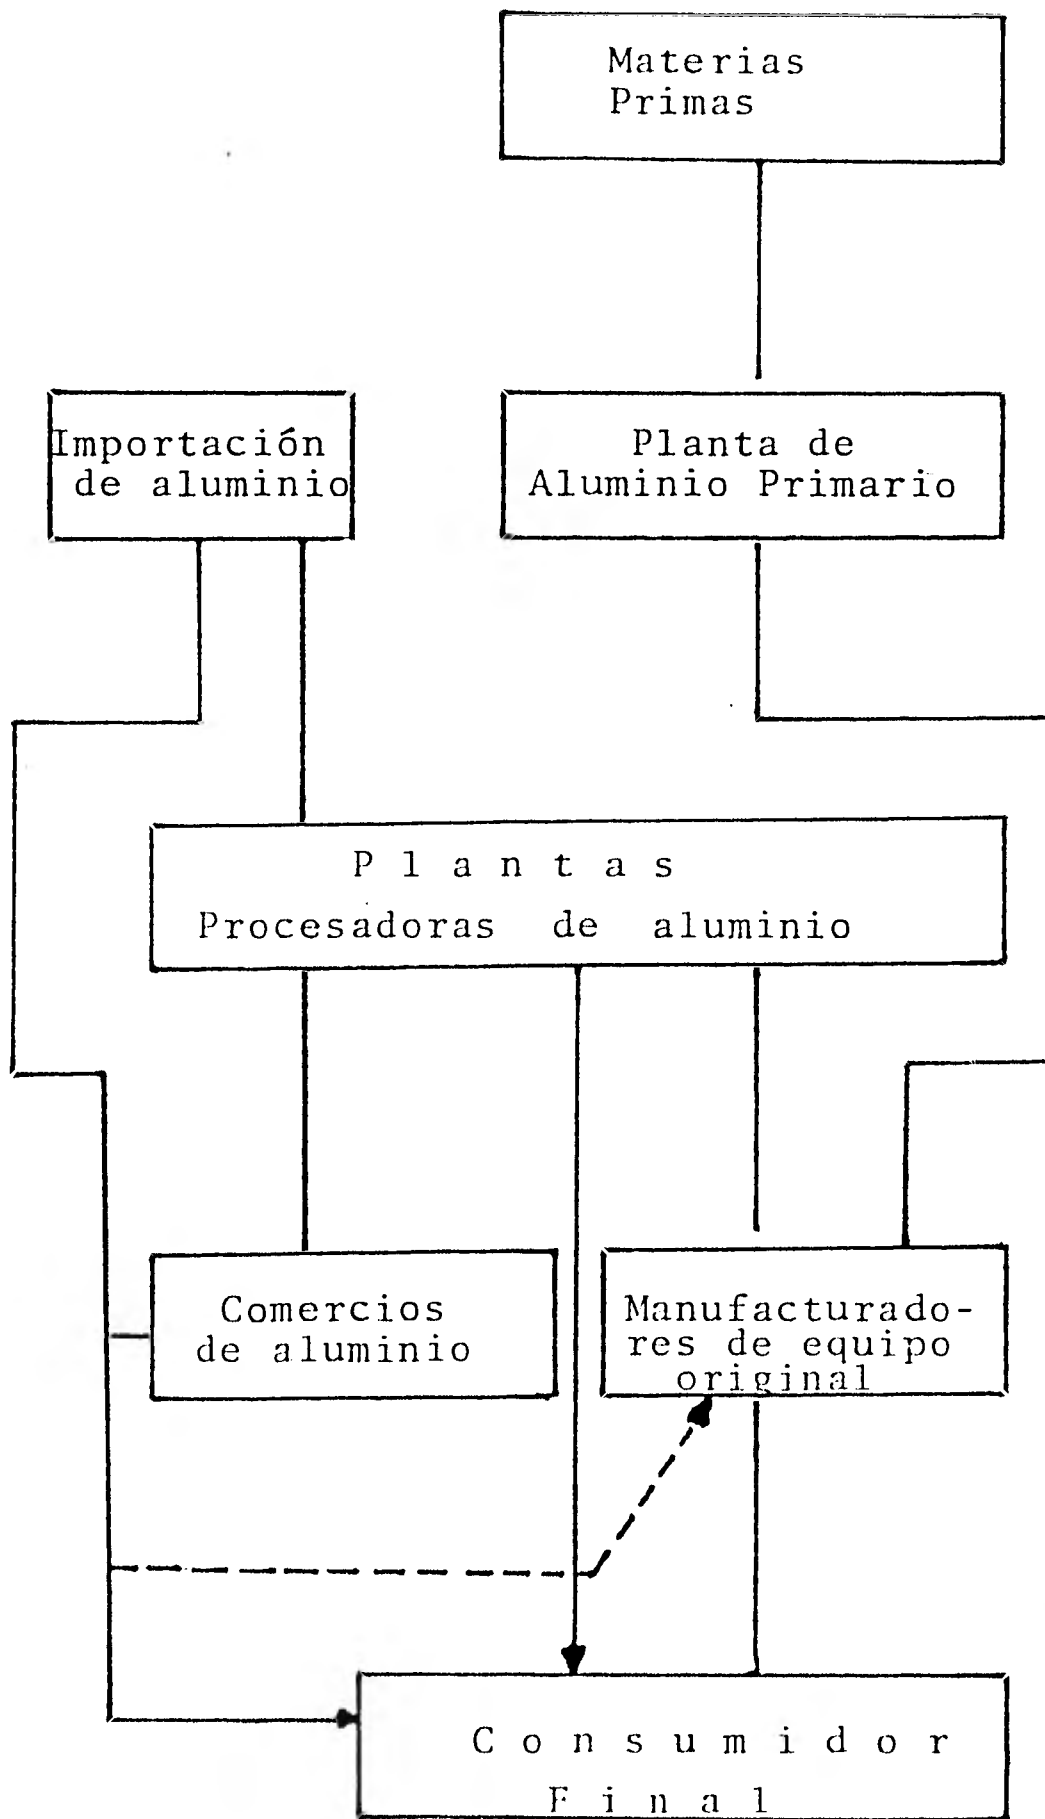 Materias
Primas
Importación
de aluminio
Planta de
Aluminio Primario
Plantas
Procesadoras de aluminio
Comercios
de aluminio
Manufacturado-
res de equipo
original
Consumidor
Final